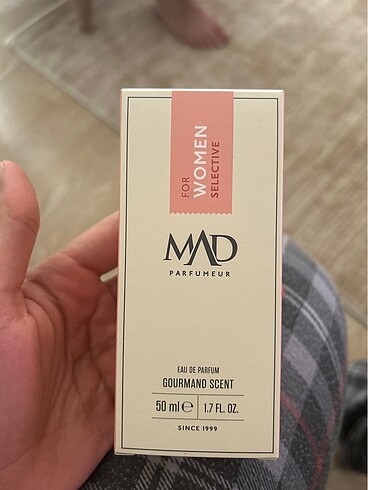 FOR
WOMEN
SELECTIVE
MAD
PARFUMEUR
EAU DE PARFUM
GOURMAND SCENT
50 ml ℮ 1.7 FL. OZ.
SINCE 1999